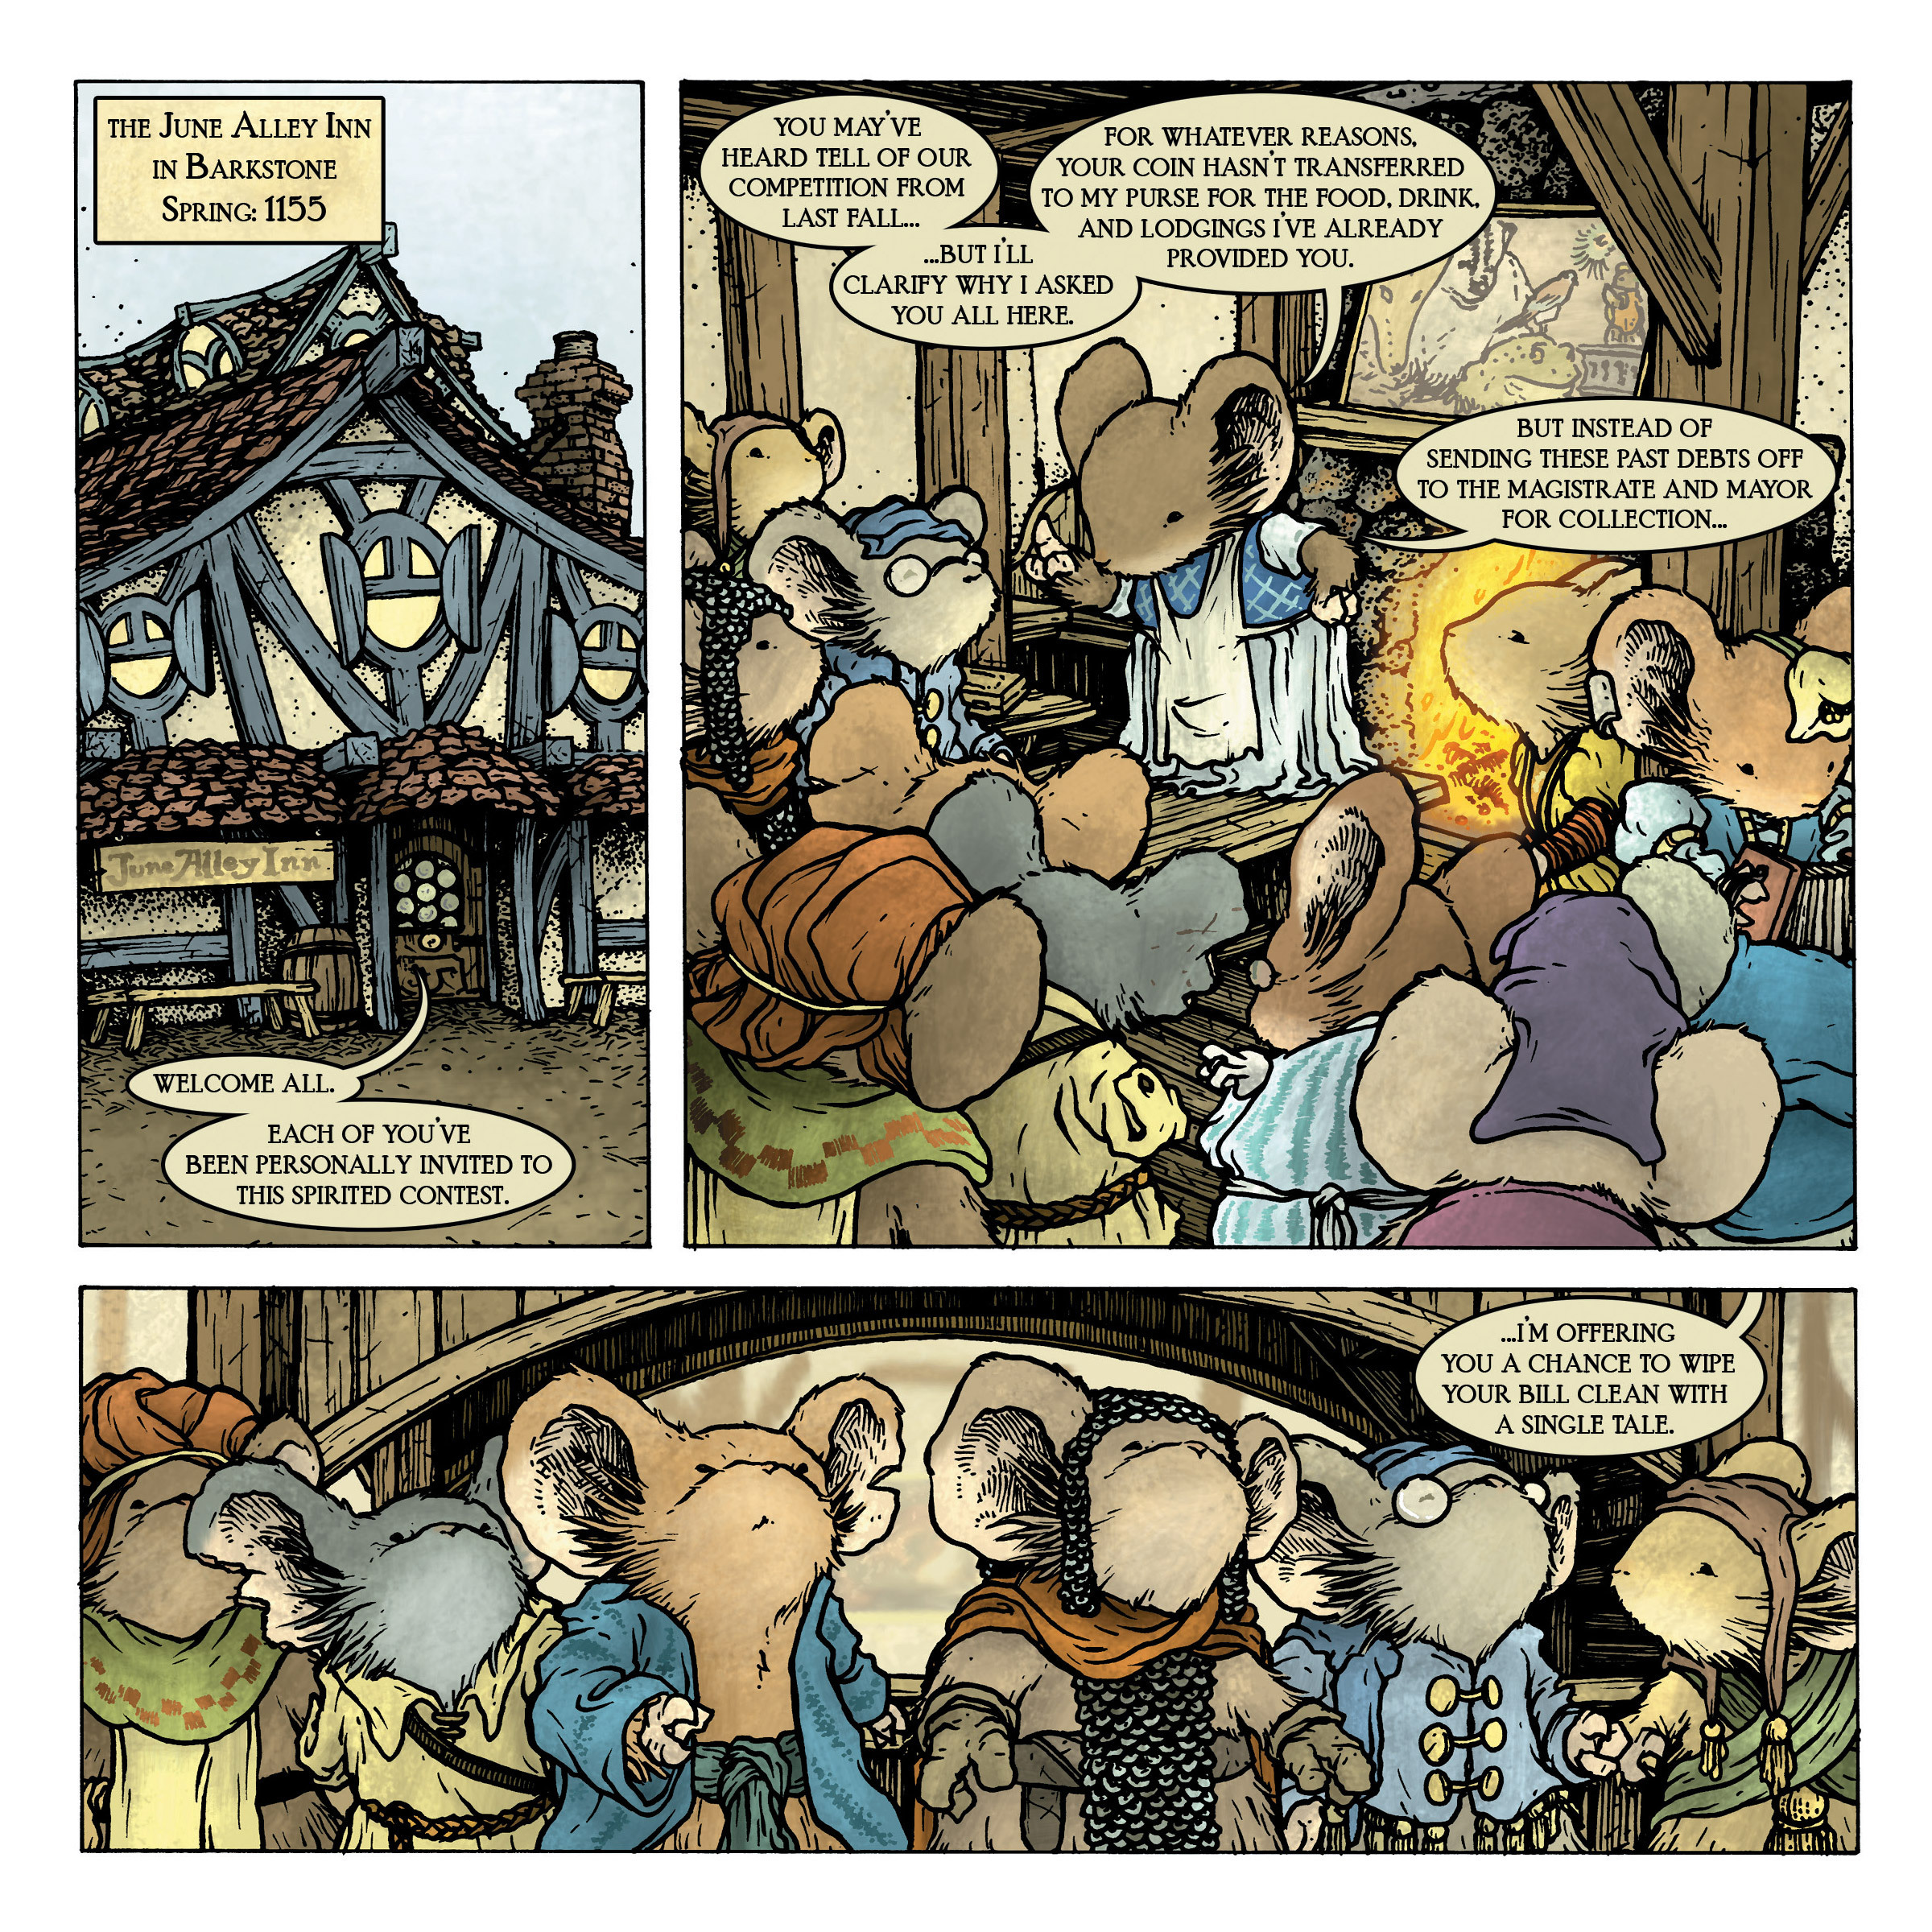 THE JUNE ALLEY INN
IN BARKSTONE
SPRING: 1155
June Alley Inn
WELCOME ALL.
EACH OF YOU'VE
BEEN PERSONALLY INVITED TO
THIS SPIRITED CONTEST.
YOU MAY'VE
HEARD TELL OF OUR
COMPETITION FROM
LAST FALL...
...BUT I'LL
CLARIFY WHY I ASKED
YOU ALL HERE.
FOR WHATEVER REASONS,
YOUR COIN HASN'T TRANSFERRED
TO MY PURSE FOR THE FOOD, DRINK,
AND LODGINGS I'VE ALREADY
PROVIDED YOU.
BUT INSTEAD OF
SENDING THESE PAST DEBTS OFF
TO THE MAGISTRATE AND MAYOR
FOR COLLECTION...
...I'M OFFERING
YOU A CHANCE TO WIPE
YOUR BILL CLEAN WITH
A SINGLE TALE.